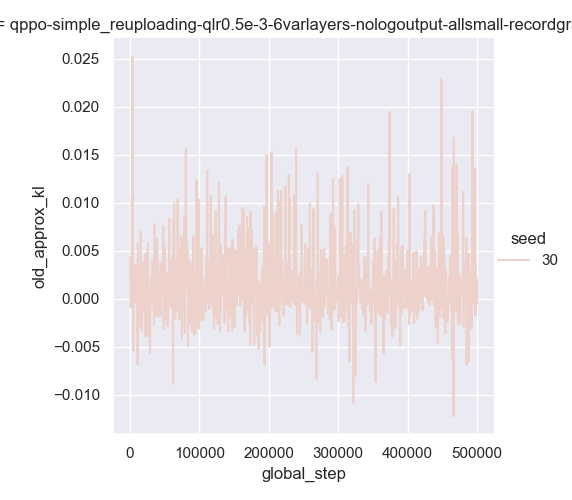 = qppo-simple_reuploading-qlr0.5e-3-6varlayers-nologoutput-allsmall-recordgr
0.025
0.020
0.015
0.010
0.005
0.000
−0.005
−0.010
old_approx_kl
0 100000 200000 300000 400000 500000
global_step
seed
30